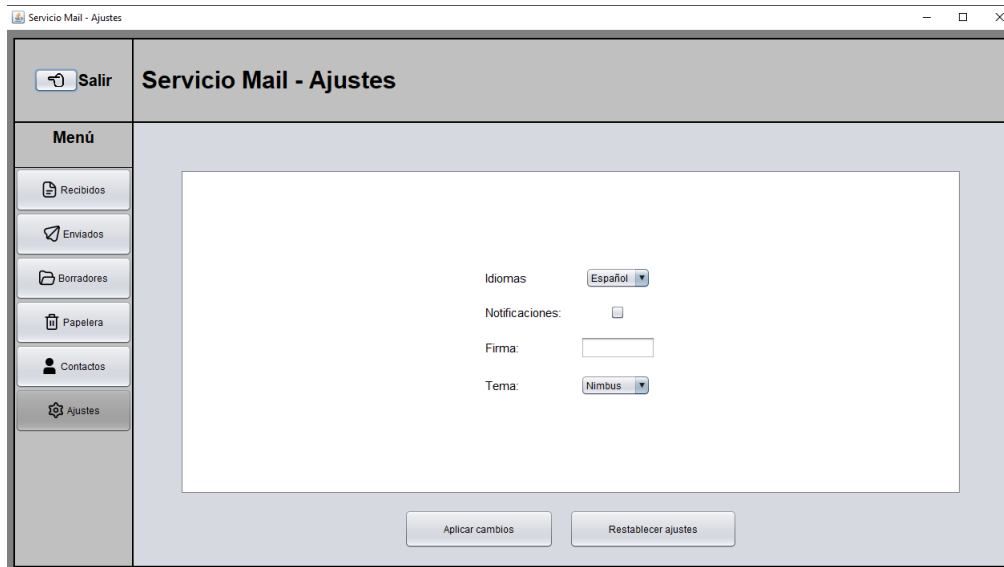 Servicio Mail - Ajustes
Salir
Servicio Mail - Ajustes
Menú
Recibidos
Enviados
Borradores
Papelera
Contactos
Ajustes
Idiomas Español
Notificaciones:
Firma:
Tema: Nimbus
Aplicar cambios Restablecer ajustes